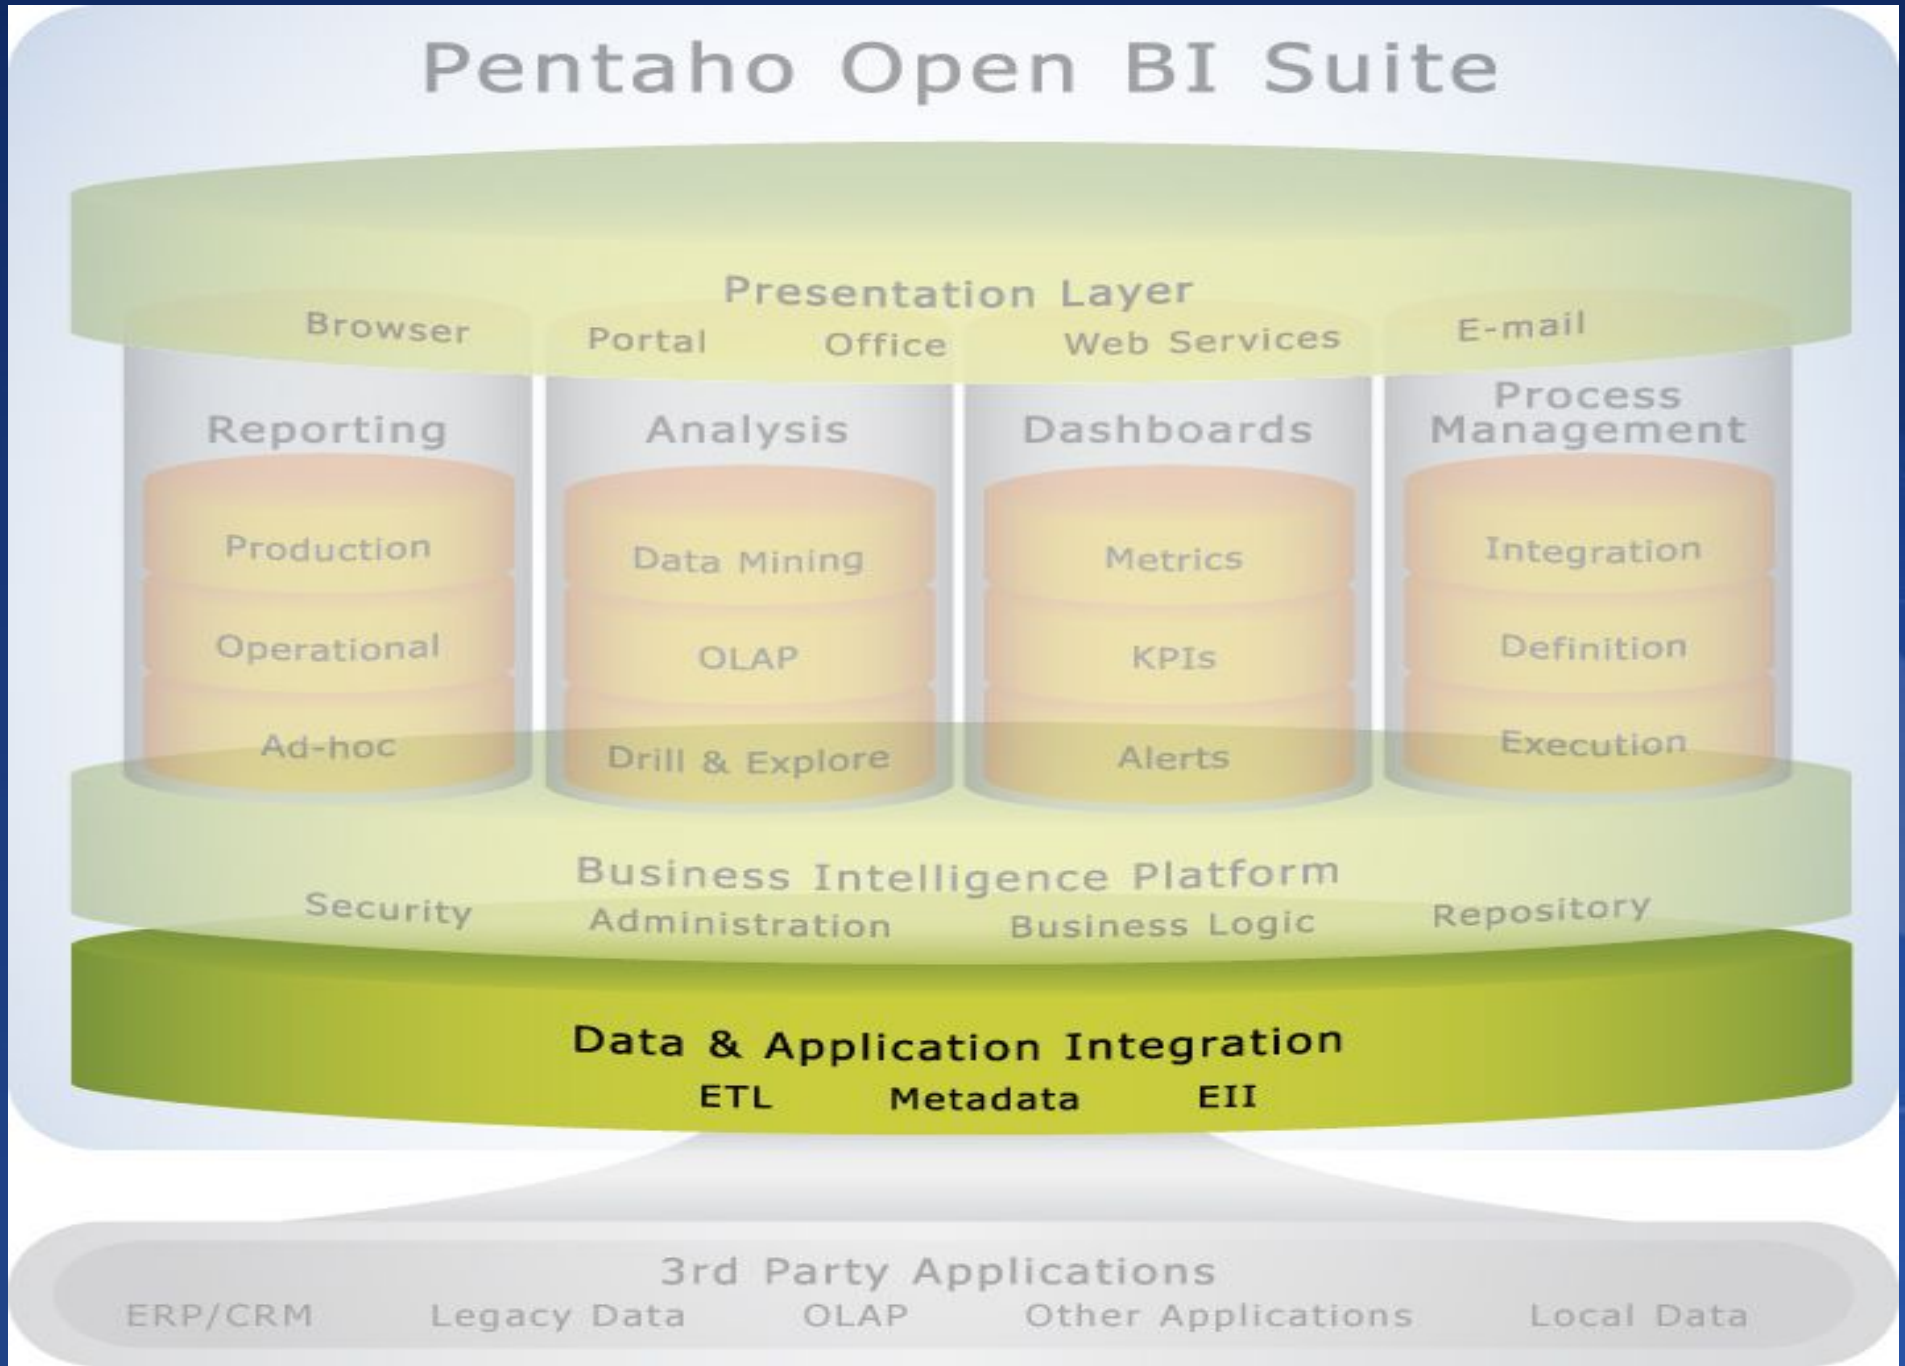 Pentaho Open BI Suite
Presentation Layer
Browser Portal Office Web Services E-mail
Reporting
Production
Operational
Ad-hoc
Analysis
Data Mining
OLAP
Drill & Explore
Dashboards
Metrics
KPIs
Alerts
Process
Management
Integration
Definition
Execution
Business Intelligence Platform
Security Administration Business Logic Repository
Data & Application Integration
ETL Metadata EII
3rd Party Applications
ERP/CRM Legacy Data OLAP Other Applications Local Data